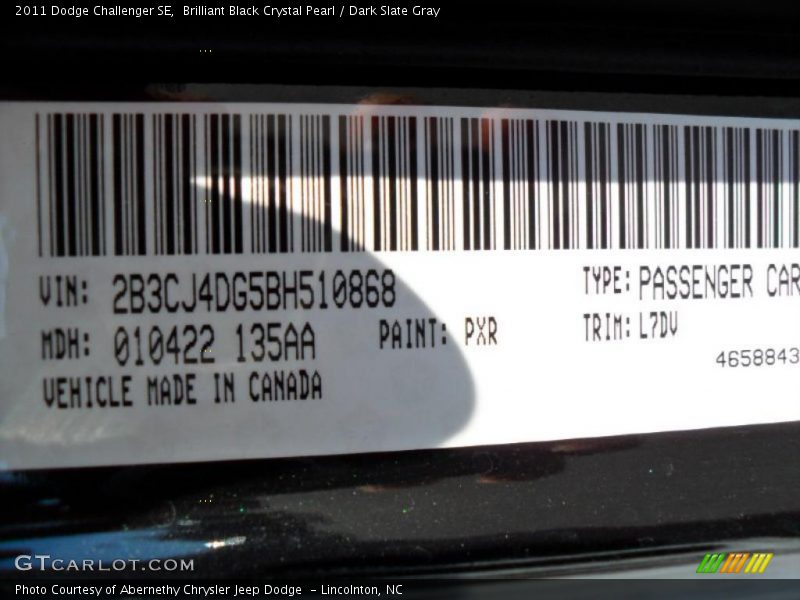 2011 Dodge Challenger SE,  Brilliant Black Crystal Pearl / Dark Slate Gray
VIN: 2B3CJ4DG5BH510868 TYPE: PASSENGER CAR
MDH: 010422 135AA PAINT: PXR TRIM: L7DV
4658843
VEHICLE MADE IN CANADA
GTCARLOT.COM
Photo Courtesy of Abernethy Chrysler Jeep Dodge  - Lincolnton, NC